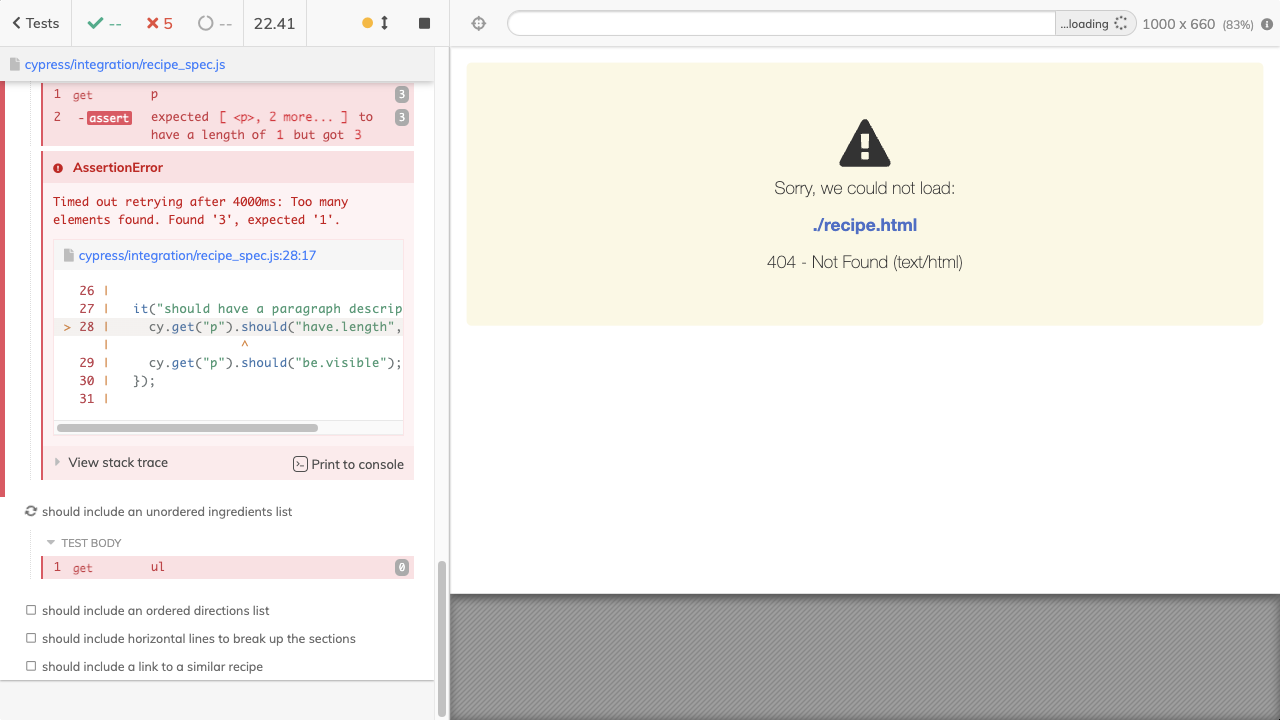 Tests
--
5
--
22.41
...loading
1000 x 660 (83%)
cypress/integration/recipe_spec.js
1 get p 3
2 -assert expected [ <p>, 2 more... ] to 3
have a length of 1 but got 3
AssertionError
Timed out retrying after 4000ms: Too many
elements found. Found '3', expected '1'.
cypress/integration/recipe_spec.js:28:17
26 |
27 | it("should have a paragraph descrip
> 28 | cy.get("p").should("have.length",
| ^
29 | cy.get("p").should("be.visible");
30 | });
31 |
View stack trace
Print to console
should include an unordered ingredients list
TEST BODY
1 get ul 0
should include an ordered directions list
should include horizontal lines to break up the sections
should include a link to a similar recipe
Sorry, we could not load:
./recipe.html
404 - Not Found (text/html)